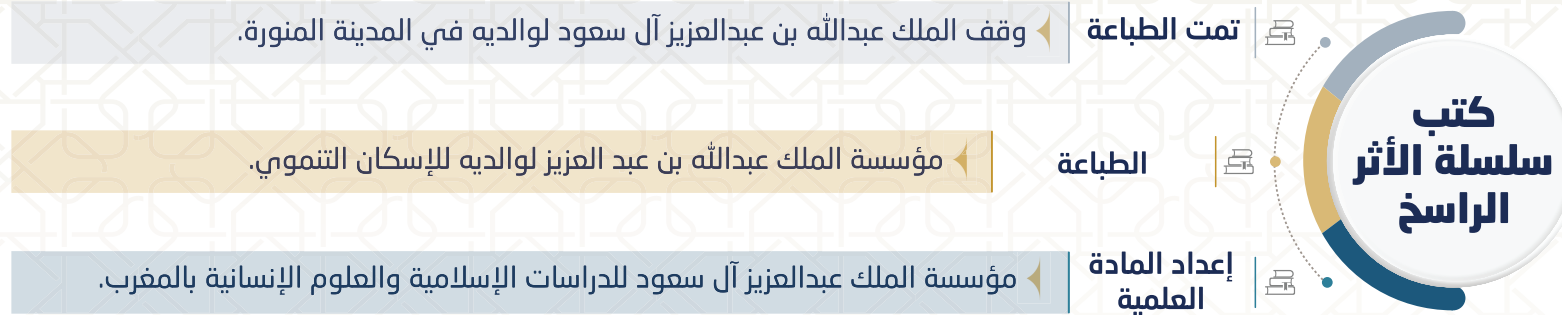 كتب
سلسلة الأثر
الراسخ
تمت الطباعة
وقف الملك عبدالله بن عبدالعزيز آل سعود لوالديه في المدينة المنورة.
الطباعة
مؤسسة الملك عبدالله بن عبد العزيز لوالديه للإسكان التنموي.
إعداد المادة
العلمية
مؤسسة الملك عبدالعزيز آل سعود للدراسات الإسلامية والعلوم الإنسانية بالمغرب.